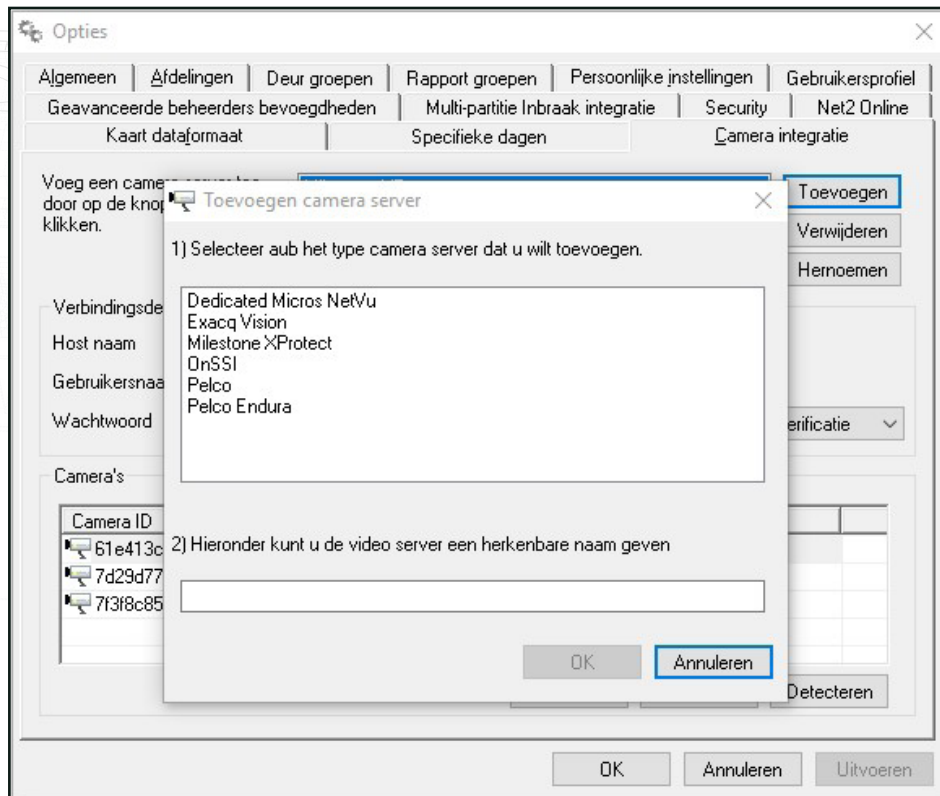 Opties
Algemeen Afdelingen Deur groepen Rapport groepen Persoonlijke instellingen Gebruikersprofiel
Geavanceerde beheerders bevoegdheden Multi-partitie Inbraak integratie Security Net2 Online
Kaart dataformaat Specifieke dagen Camera integratie
Voeg een camera
door op de knop
klikken.
Toevoegen
Verwijderen
Hernoemen
Toevoegen camera server
1) Selecteer aub het type camera server dat u wilt toevoegen.
Dedicated Micros NetVu
Exacq Vision
Milestone XProtect
OnSSI
Pelco
Pelco Endura
2) Hieronder kunt u de video server een herkenbare naam geven
OK Annuleren
Verbindingsde
Host naam
Gebruikersnaa
Wachtwoord
erificatie
Camera's
Camera ID
61e413c
7d29d77
7f3f8c85
Detecteren
OK Annuleren Uitvoeren